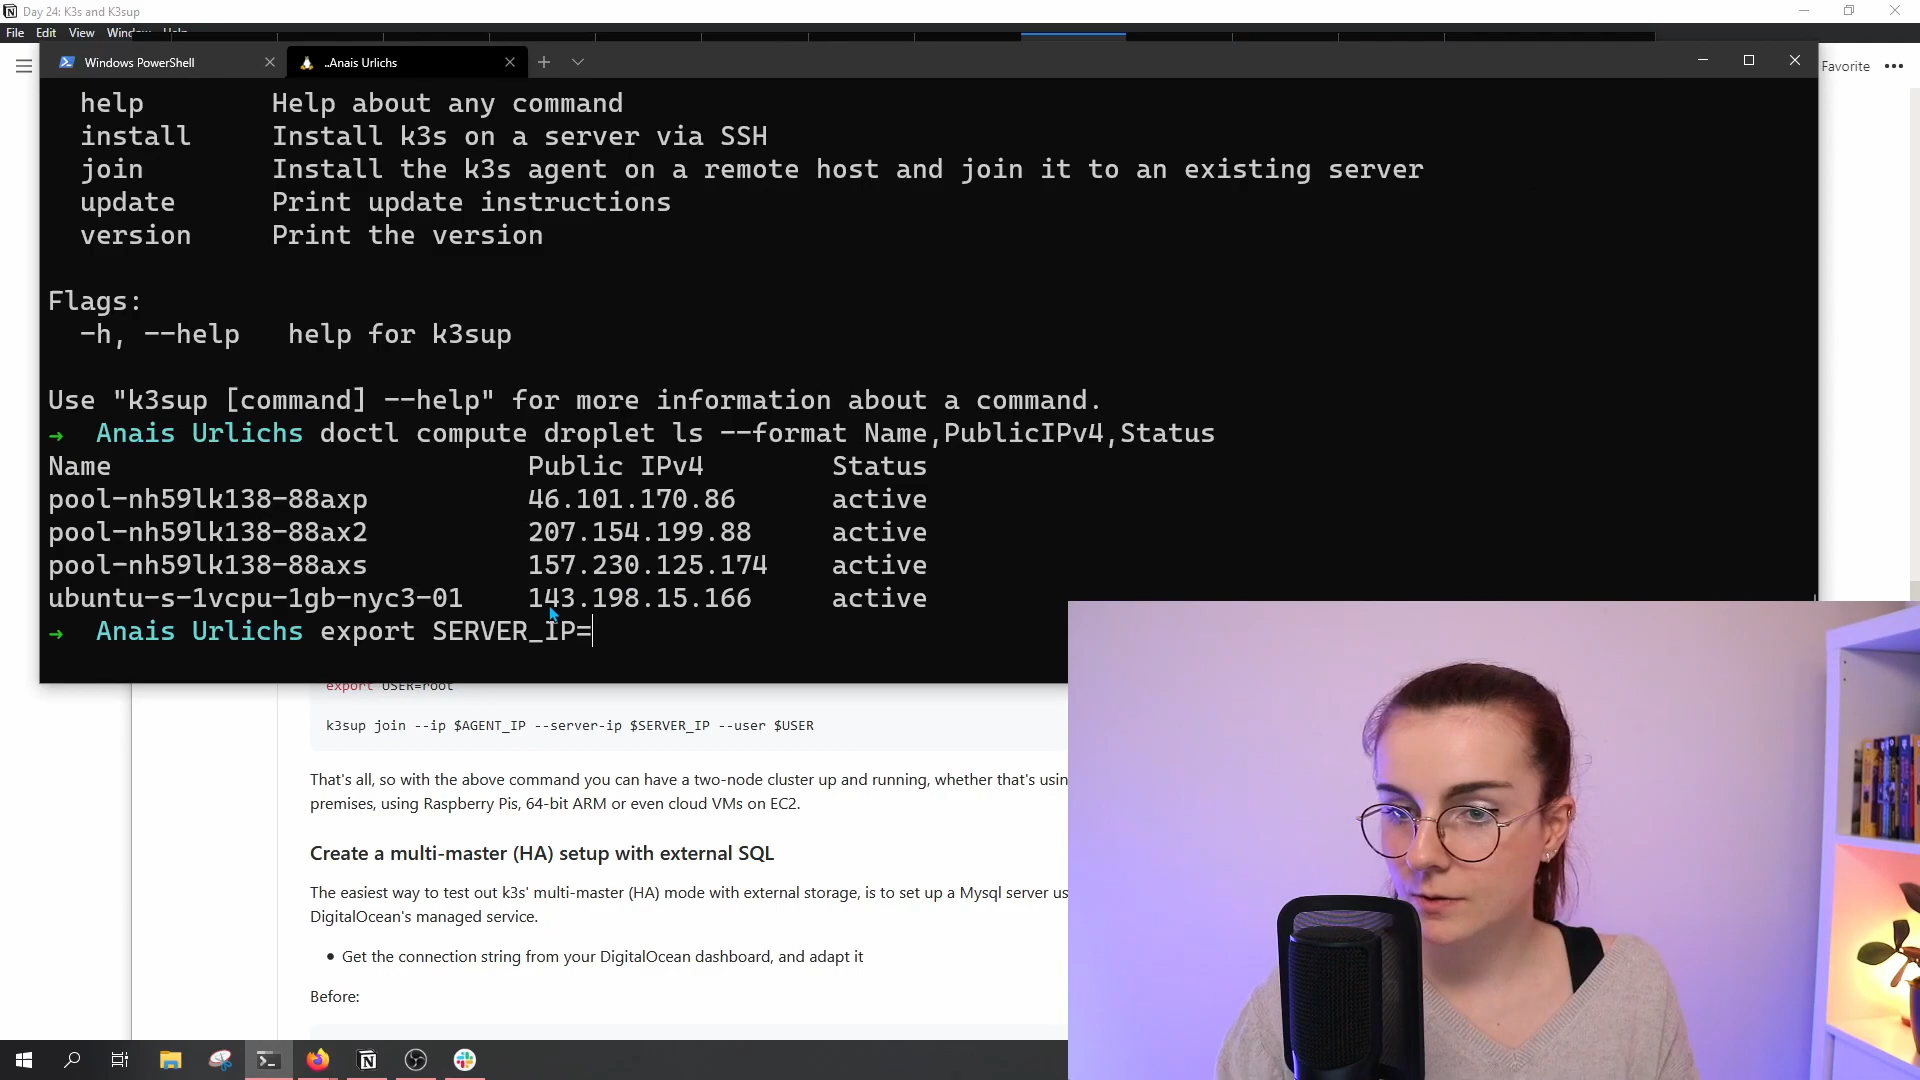 Day 24: K3s and K3sup
File Edit View Window Help
Windows PowerShell
..Anais Urlichs
Favorite
help Help about any command
install Install k3s on a server via SSH
join Install the k3s agent on a remote host and join it to an existing server
update Print update instructions
version Print the version
Flags:
-h, --help help for k3sup
Use "k3sup [command] --help" for more information about a command.
→ Anais Urlichs doctl compute droplet ls --format Name,PublicIPv4,Status
Name Public IPv4 Status
pool-nh59lk138-88axp 46.101.170.86 active
pool-nh59lk138-88ax2 207.154.199.88 active
pool-nh59lk138-88axs 157.230.125.174 active
ubuntu-s-1vcpu-1gb-nyc3-01 143.198.15.166 active
→ Anais Urlichs export SERVER_IP=
export USER=root
k3sup join --ip $AGENT_IP --server-ip $SERVER_IP --user $USER
That's all, so with the above command you can have a two-node cluster up and running, whether that's
premises, using Raspberry Pis, 64-bit ARM or even cloud VMs on EC2.
Create a multi-master (HA) setup with external SQL
The easiest way to test out k3s' multi-master (HA) mode with external storage, is to set up a Mysql server
DigitalOcean's managed service.
• Get the connection string from your DigitalOcean dashboard, and adapt it
Before: